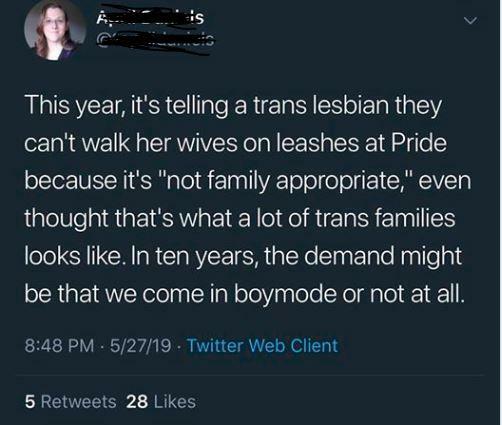 This year, it's telling a trans lesbian they
can't walk her wives on leashes at Pride
because it's "not family appropriate," even
thought that's what a lot of trans families
looks like. In ten years, the demand might
be that we come in boymode or not at all.
8:48 PM · 5/27/19 · Twitter Web Client
5 Retweets 28 Likes